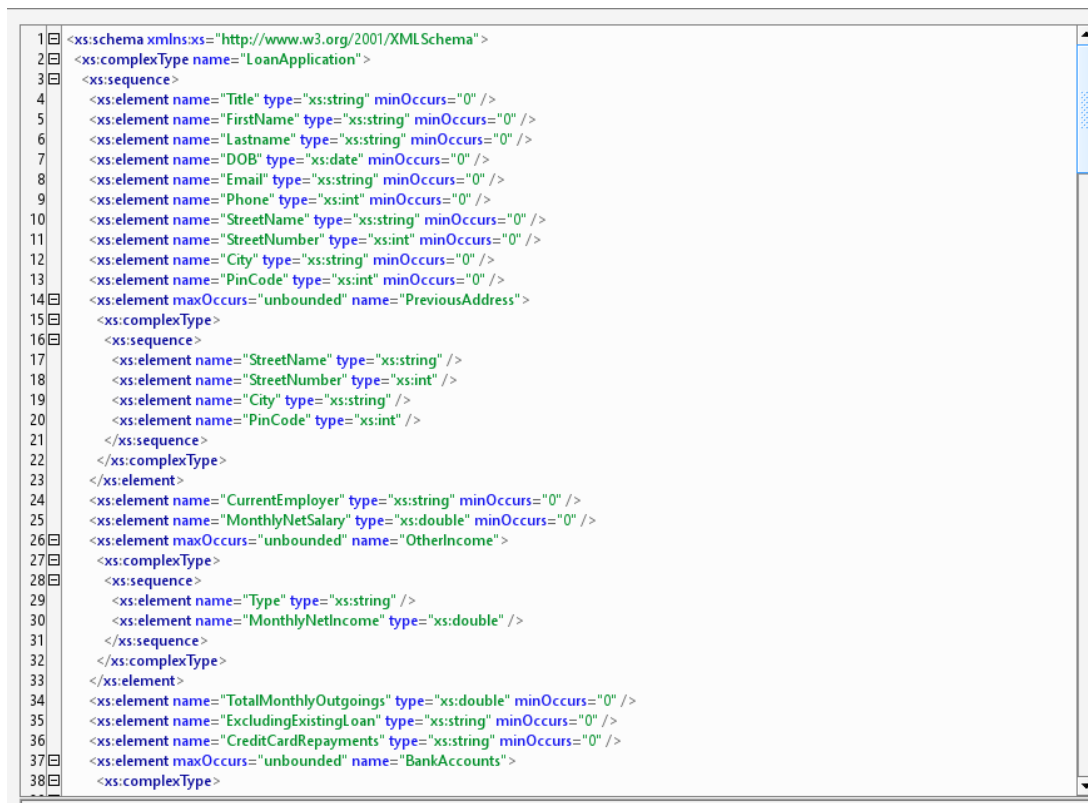 1 <xs:schema xmlns:xs="http://www.w3.org/2001/XMLSchema">
2 <xs:complexType name="LoanApplication">
3 <xs:sequence>
4 <xs:element name="Title" type="xs:string" minOccurs="0" />
5 <xs:element name="FirstName" type="xs:string" minOccurs="0" />
6 <xs:element name="Lastname" type="xs:string" minOccurs="0" />
7 <xs:element name="DOB" type="xs:date" minOccurs="0" />
8 <xs:element name="Email" type="xs:string" minOccurs="0" />
9 <xs:element name="Phone" type="xs:int" minOccurs="0" />
10 <xs:element name="StreetName" type="xs:string" minOccurs="0" />
11 <xs:element name="StreetNumber" type="xs:int" minOccurs="0" />
12 <xs:element name="City" type="xs:string" minOccurs="0" />
13 <xs:element name="PinCode" type="xs:int" minOccurs="0" />
14 <xs:element maxOccurs="unbounded" name="PreviousAddress">
15 <xs:complexType>
16 <xs:sequence>
17 <xs:element name="StreetName" type="xs:string" />
18 <xs:element name="StreetNumber" type="xs:int" />
19 <xs:element name="City" type="xs:string" />
20 <xs:element name="PinCode" type="xs:int" />
21 </xs:sequence>
22 </xs:complexType>
23 </xs:element>
24 <xs:element name="CurrentEmployer" type="xs:string" minOccurs="0" />
25 <xs:element name="MonthlyNetSalary" type="xs:double" minOccurs="0" />
26 <xs:element maxOccurs="unbounded" name="OtherIncome">
27 <xs:complexType>
28 <xs:sequence>
29 <xs:element name="Type" type="xs:string" />
30 <xs:element name="MonthlyNetIncome" type="xs:double" />
31 </xs:sequence>
32 </xs:complexType>
33 </xs:element>
34 <xs:element name="TotalMonthlyOutgoings" type="xs:double" minOccurs="0" />
35 <xs:element name="ExcludingExistingLoan" type="xs:string" minOccurs="0" />
36 <xs:element name="CreditCardRepayments" type="xs:string" minOccurs="0" />
37 <xs:element maxOccurs="unbounded" name="BankAccounts">
38 <xs:complexType>